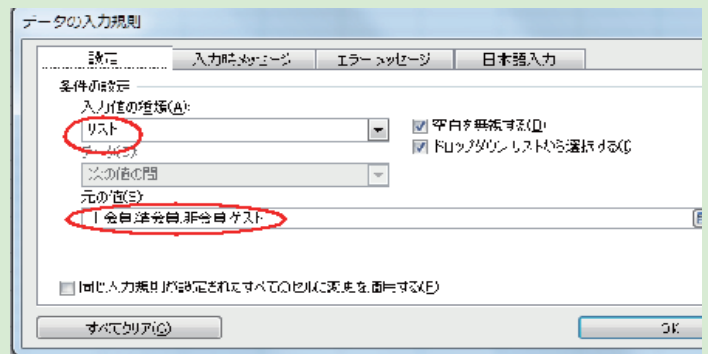 データの入力規則
設定 入力時メッセージ エラー メッセージ 日本語入力
条件の設定
入力値の種類(A):
リスト
空白を無視する(B)
データ(D):
ドロップダウン リストから選択する(I)
次の値の間
元の値(S):
正会員,準会員,非会員,ゲスト
同じ入力規則が設定されたすべてのセルに変更を適用する(P)
すべてクリア(C) OK